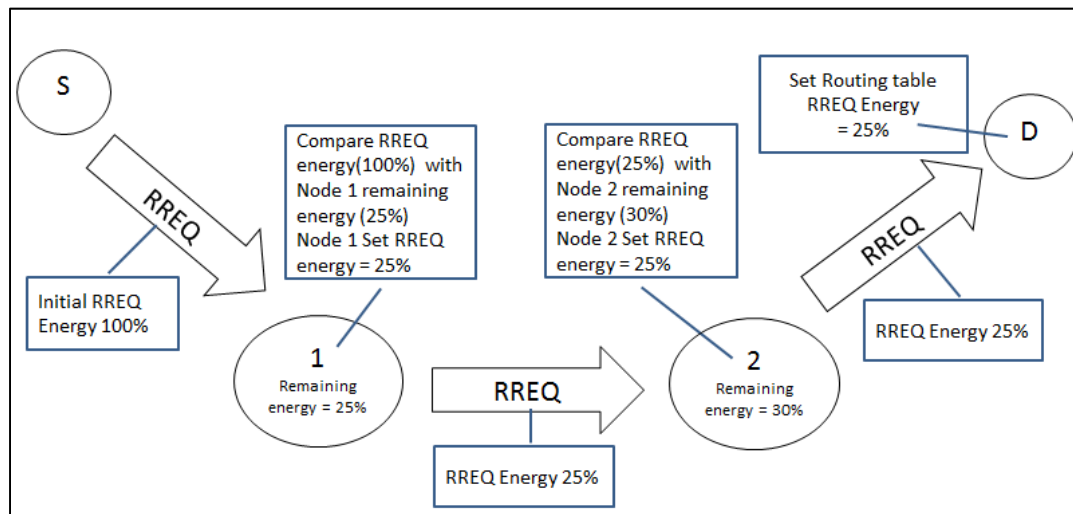 S
RREQ
Initial RREQ
Energy 100%
Compare RREQ
energy(100%) with
Node 1 remaining
energy (25%)
Node 1 Set RREQ
energy = 25%
1
Remaining
energy = 25%
RREQ
RREQ Energy 25%
Compare RREQ
energy(25%) with
Node 2 remaining
energy (30%)
Node 2 Set RREQ
energy = 25%
2
Remaining
energy = 30%
RREQ
RREQ Energy 25%
Set Routing table
RREQ Energy
= 25%
D